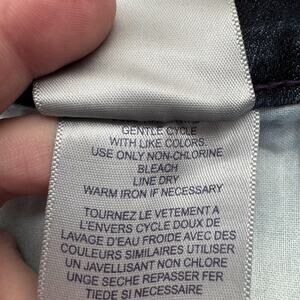 GENTLE CYCLE
WITH LIKE COLORS.
USE ONLY NON-CHLORINE
BLEACH
LINE DRY
WARM IRON IF NECESSARY
TOURNEZ LE VETEMENT A
L'ENVERS CYCLE DOUX DE
LAVAGE D'EAU FROIDE AVEC DES
COULEURS SIMILAIRES UTILISER
UN JAVELLISANT NON CHLORE
UNGE SECHE REPASSER FER
TIEDE SI NECESSAIRE